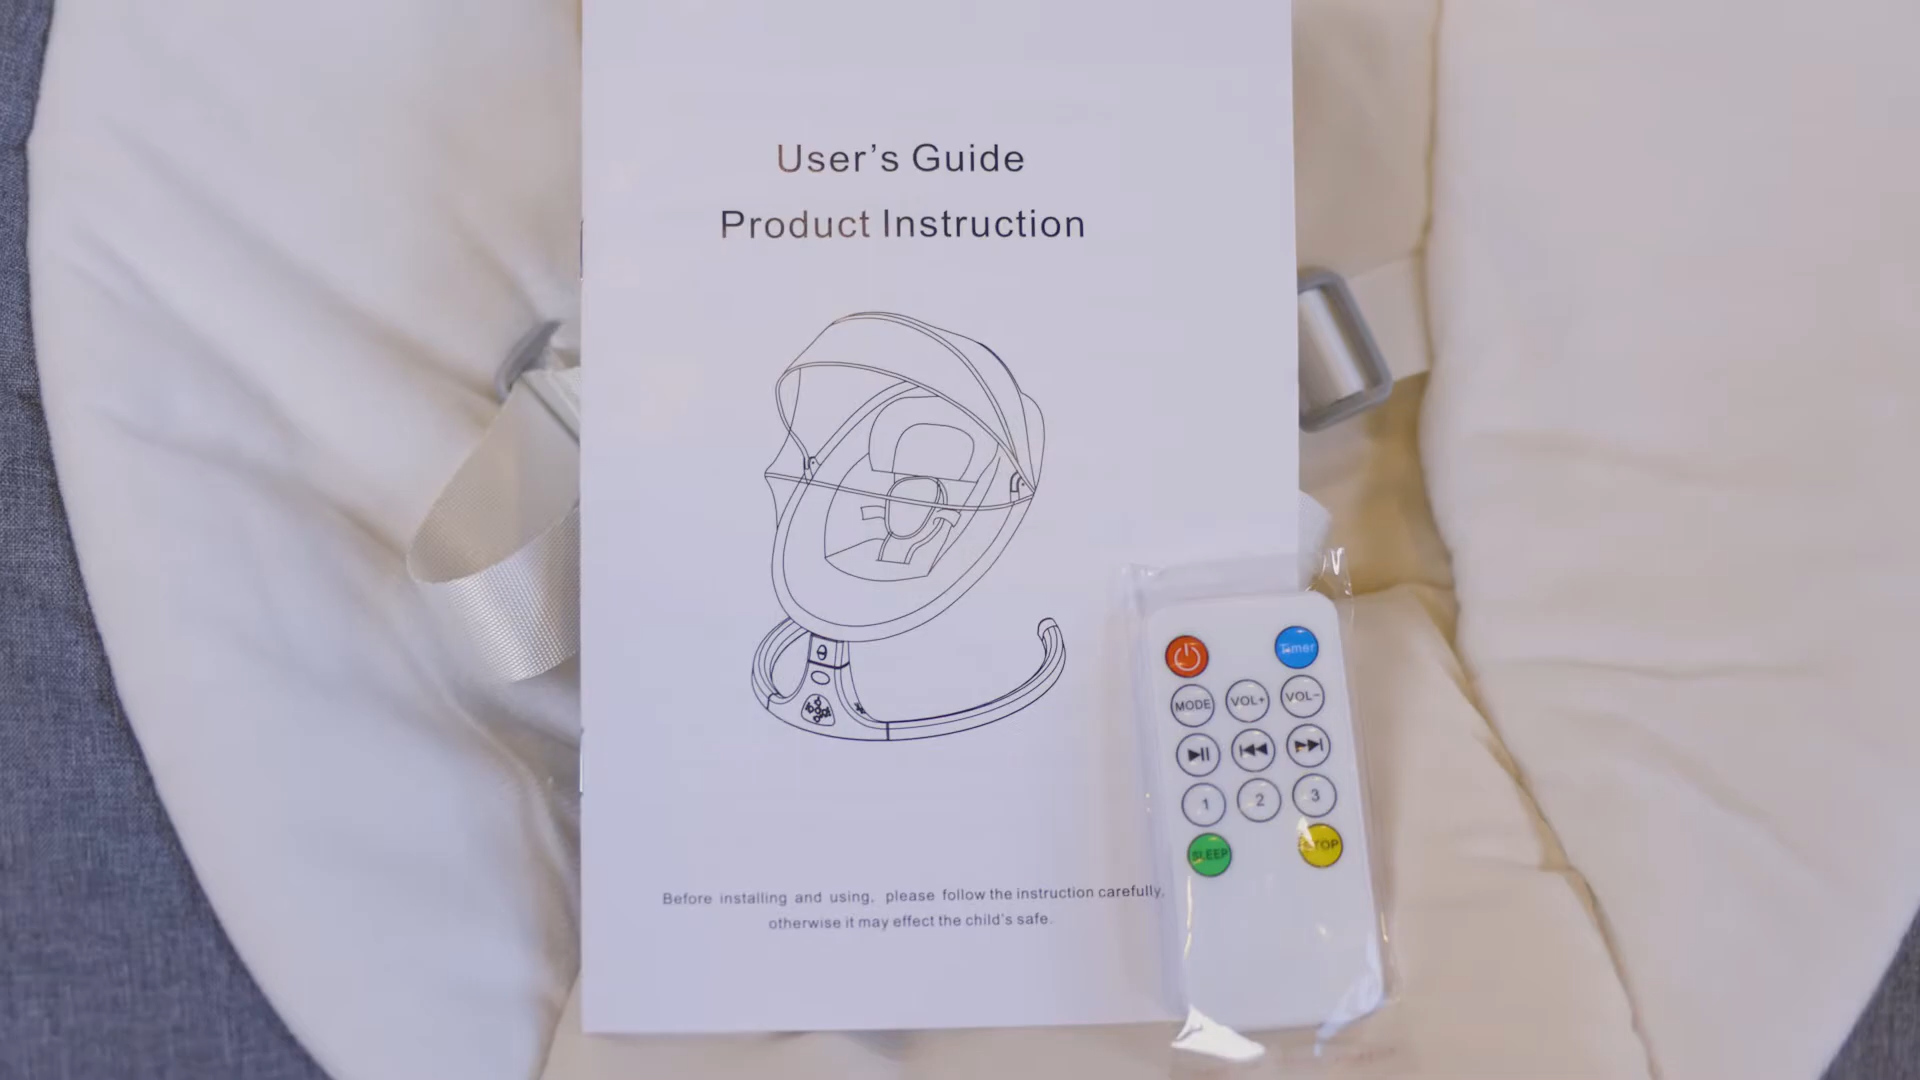 User's Guide
Product Instruction
Before installing and using, please follow the instruction carefully,
otherwise it may effect the child's safe.
Timer
MODE VOL+ VOL-
1 2 3
SLEEP STOP